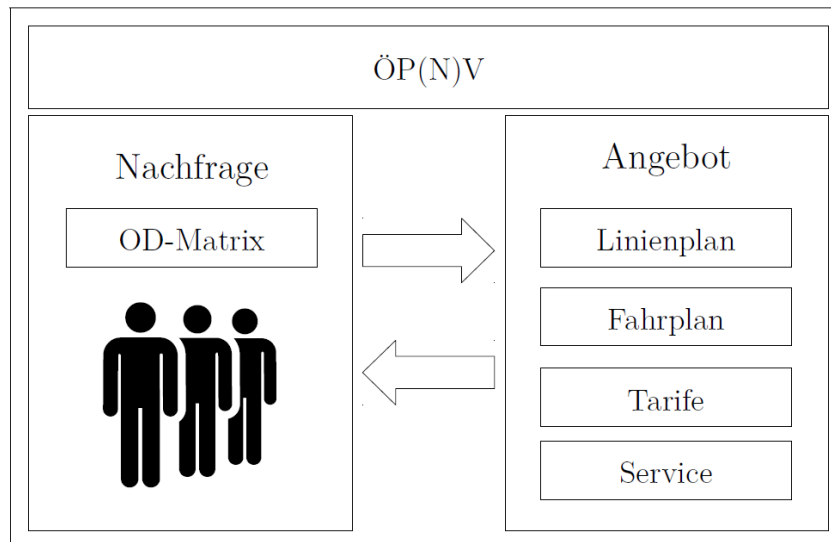 ÖP(N)V
Nachfrage
OD-Matrix
Angebot
Linienplan
Fahrplan
Tarife
Service